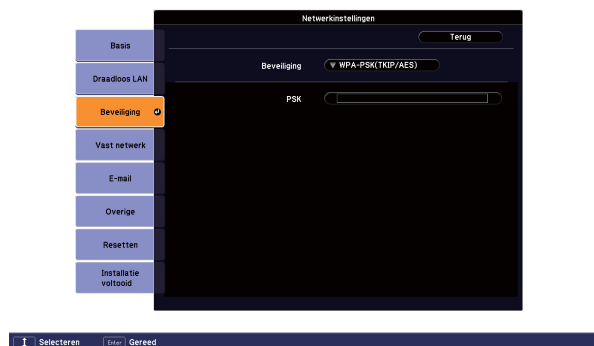 Netwerkinstellingen
Terug
Basis
Beveiliging WPA-PSK(TKIP/AES)
Draadloos LAN
PSK
Beveiliging
Vast netwerk
E-mail
Overige
Resetten
Installatie
voltooid
Selecteren Enter Gereed